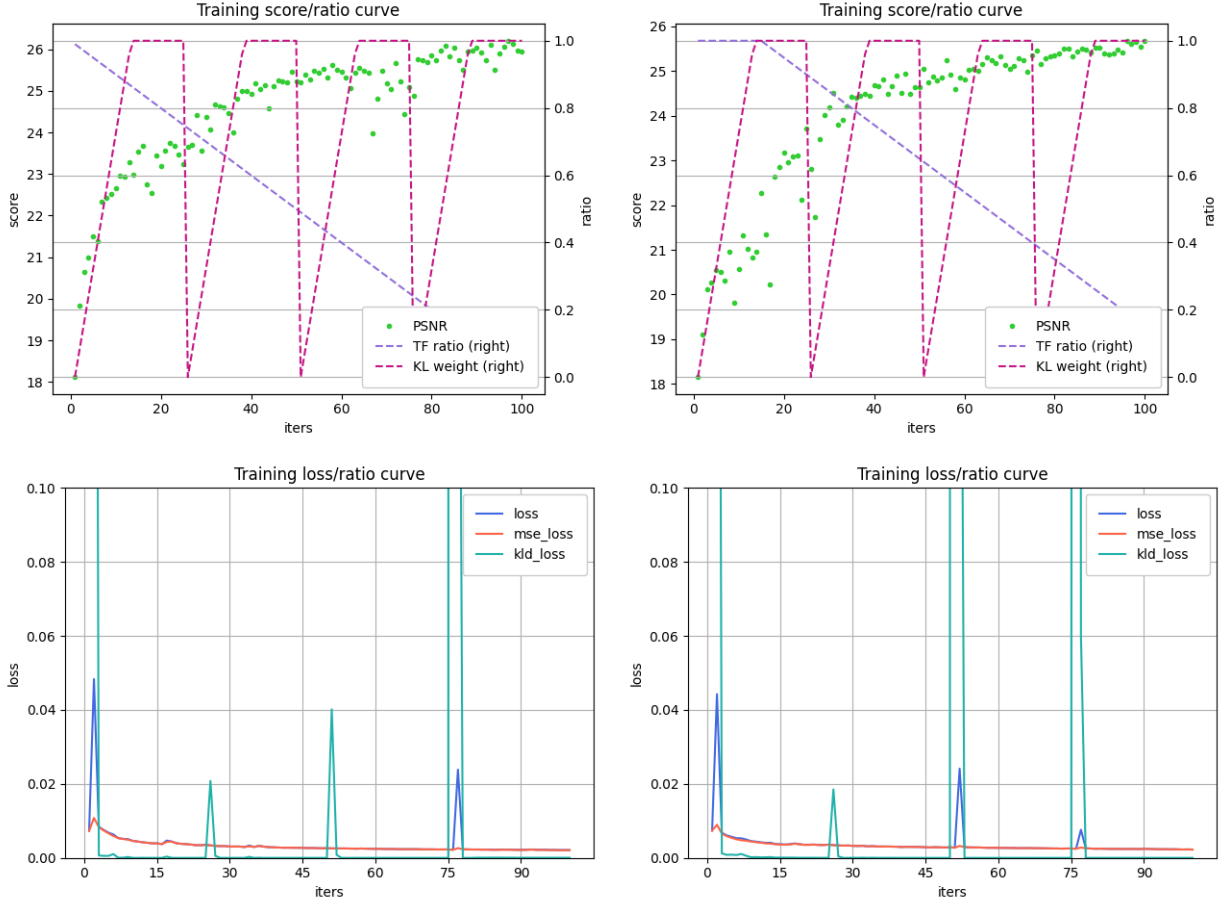 Training score/ratio curve
26
25
24
23
22
21
20
19
18
score
1.0
0.8
0.6
0.4
0.2
0.0
ratio
PSNR
TF ratio (right)
KL weight (right)
0 20 40 60 80 100
iters
Training score/ratio curve
26
25
24
23
22
21
20
19
18
score
1.0
0.8
0.6
0.4
0.2
0.0
ratio
PSNR
TF ratio (right)
KL weight (right)
0 20 40 60 80 100
iters
Training loss/ratio curve
0.10
0.08
0.06
0.04
0.02
0.00
loss
loss
mse_loss
kld_loss
0 15 30 45 60 75 90
iters
Training loss/ratio curve
0.10
0.08
0.06
0.04
0.02
0.00
loss
loss
mse_loss
kld_loss
0 15 30 45 60 75 90
iters